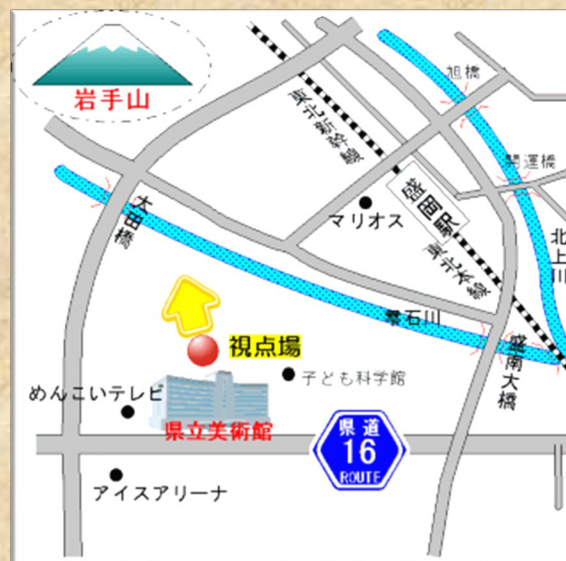 岩手山
旭橋
東北新幹線
開運橋
盛岡駅
マリオス
太田橋
北上川
東北本線
雫石川
視点場
盛南大橋
子ども科学館
めんこいテレビ
県立美術館
県道
16
ROUTE
アイスアリーナ